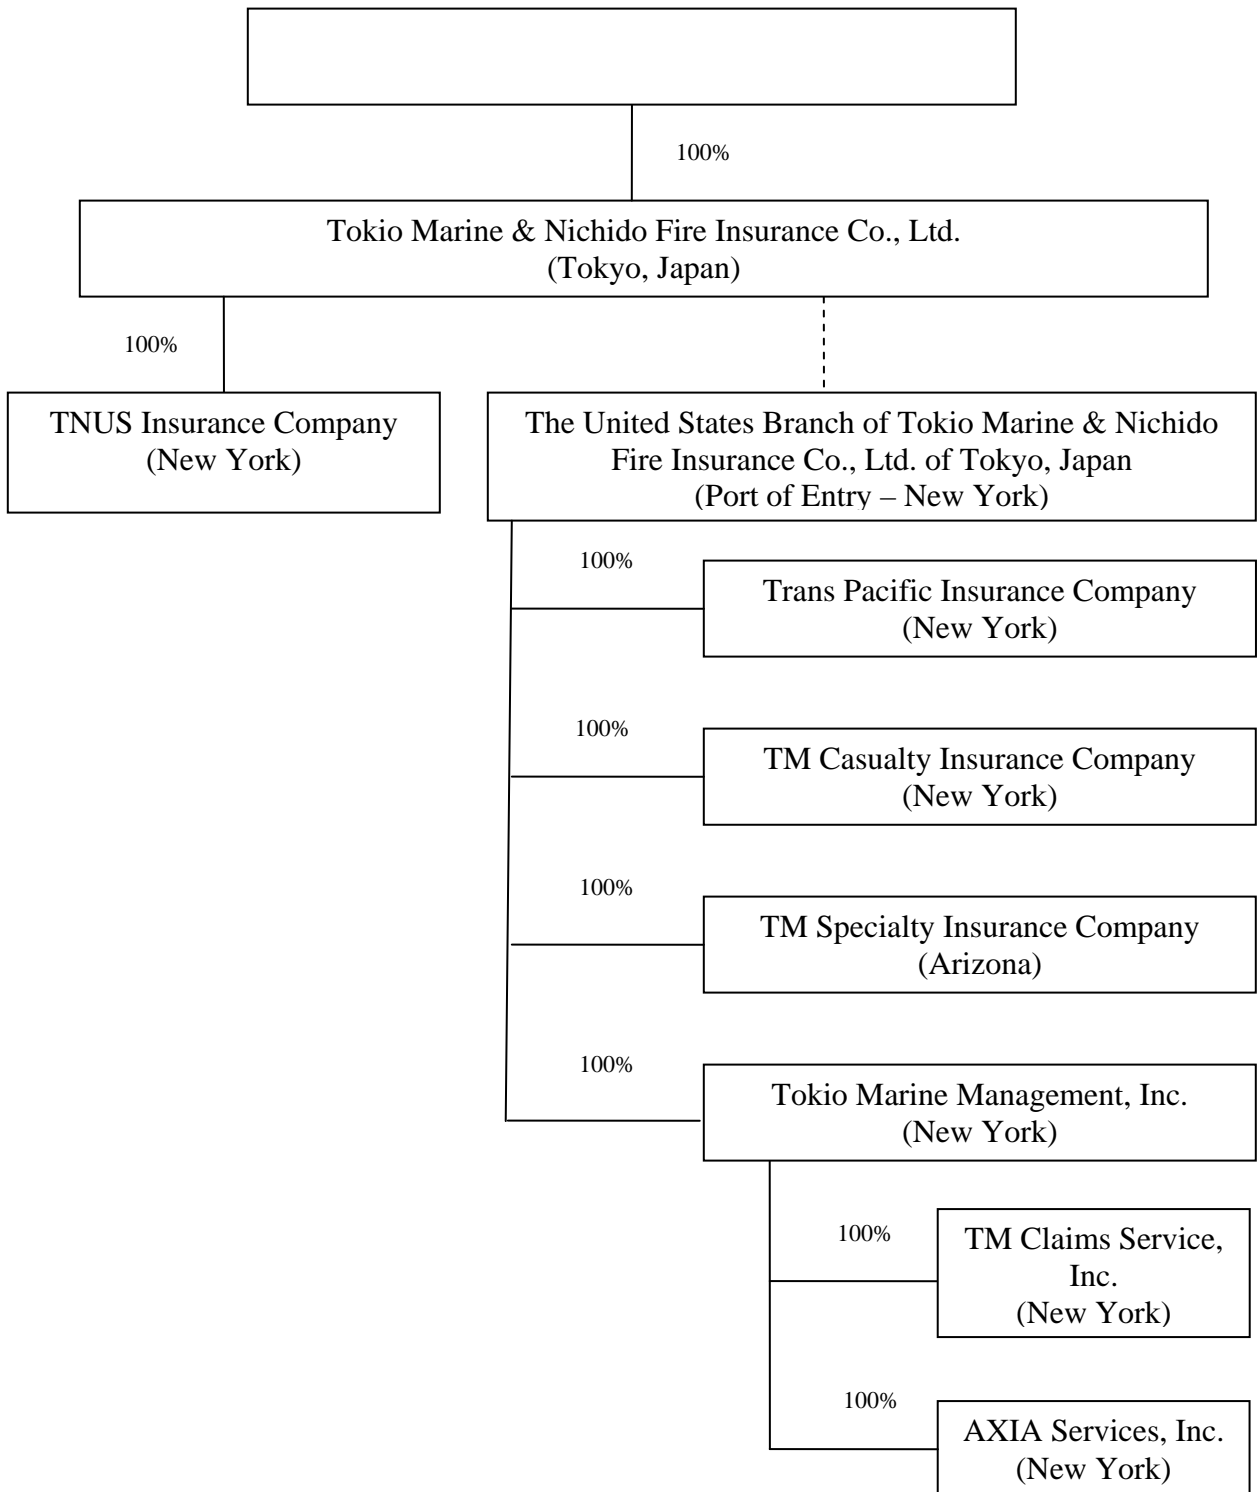 100%
Tokio Marine & Nichido Fire Insurance Co., Ltd.
(Tokyo, Japan)
100%
TNUS Insurance Company
(New York)
The United States Branch of Tokio Marine & Nichido
Fire Insurance Co., Ltd. of Tokyo, Japan
(Port of Entry – New York)
100%
Trans Pacific Insurance Company
(New York)
100%
TM Casualty Insurance Company
(New York)
100%
TM Specialty Insurance Company
(Arizona)
100%
Tokio Marine Management, Inc.
(New York)
100%
TM Claims Service,
Inc.
(New York)
100%
AXIA Services, Inc.
(New York)